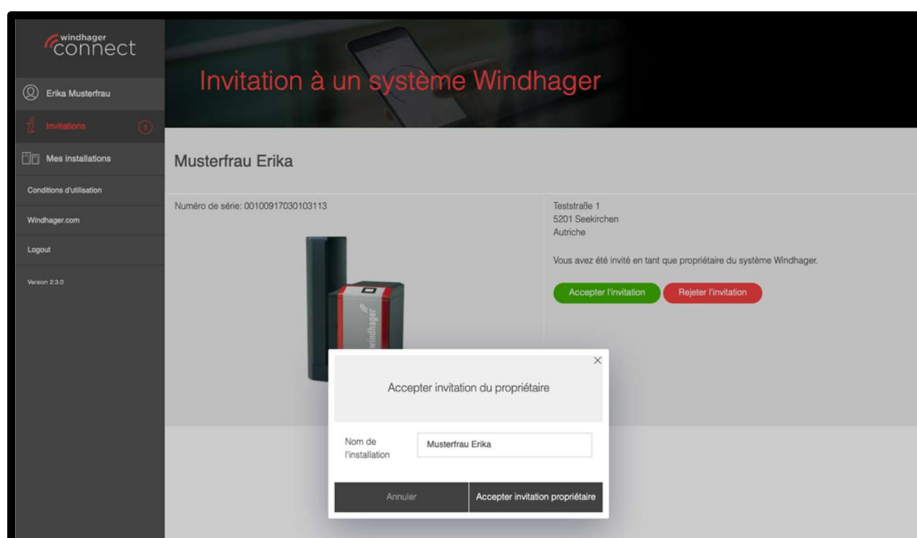 windhager
connect
Invitation à un système Windhager
Erika Musterfrau
Invitations
1
Mes installations
Conditions d'utilisation
Windhager.com
Logout
Version 2.3.0
Musterfrau Erika
Numéro de série: 00100917030103113
Teststraße 1
5201 Seekirchen
Autriche
Vous avez été invité en tant que propriétaire du système Windhager.
Accepter l'invitation
Rejeter l'invitation
windhager
Accepter invitation du propriétaire
Nom de
l'installation
Musterfrau Erika
Annuler
Accepter invitation propriétaire